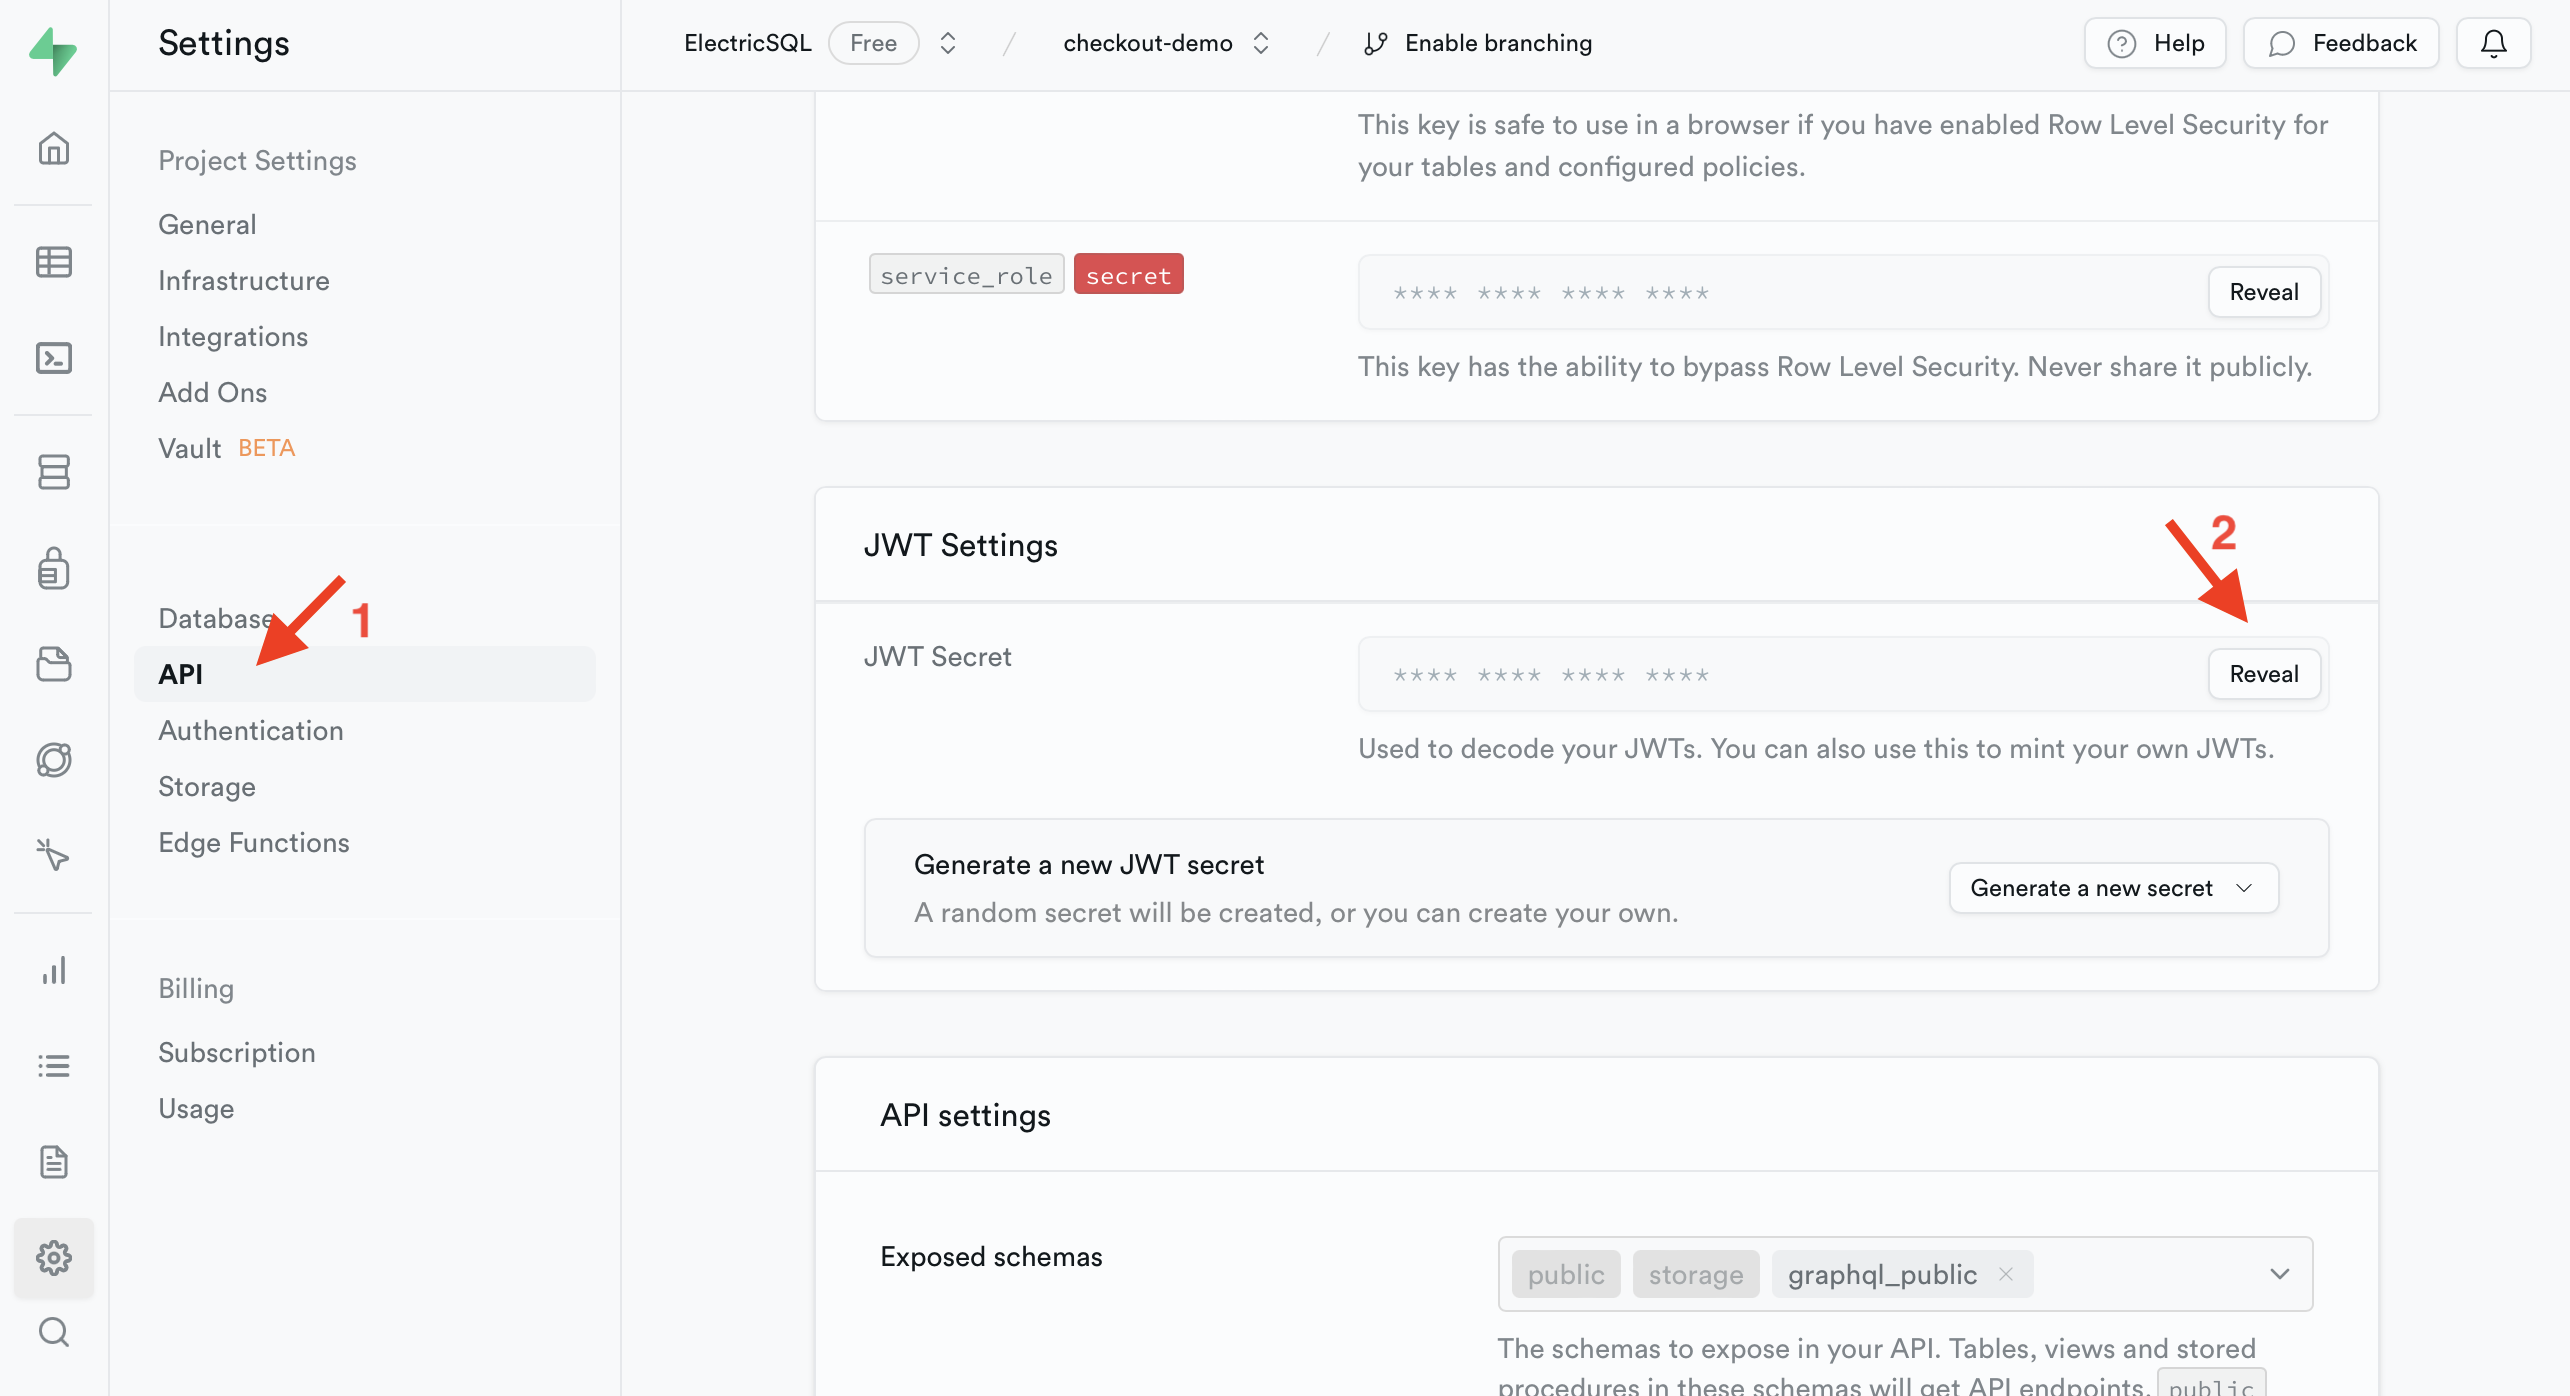 Settings
ElectricSQL Free / checkout-demo / Enable branching
Help
Feedback
Project Settings
General
Infrastructure
Integrations
Add Ons
Vault BETA
Database
1
API
Authentication
Storage
Edge Functions
Billing
Subscription
Usage
This key is safe to use in a browser if you have enabled Row Level Security for
your tables and configured policies.
service_role secret
**** **** **** ****
Reveal
This key has the ability to bypass Row Level Security. Never share it publicly.
JWT Settings
2
JWT Secret
**** **** **** ****
Reveal
Used to decode your JWTs. You can also use this to mint your own JWTs.
Generate a new JWT secret
A random secret will be created, or you can create your own.
Generate a new secret
API settings
Exposed schemas
public storage graphql_public
The schemas to expose in your API. Tables, views and stored
procedures in these schemas will get API endpoints. public